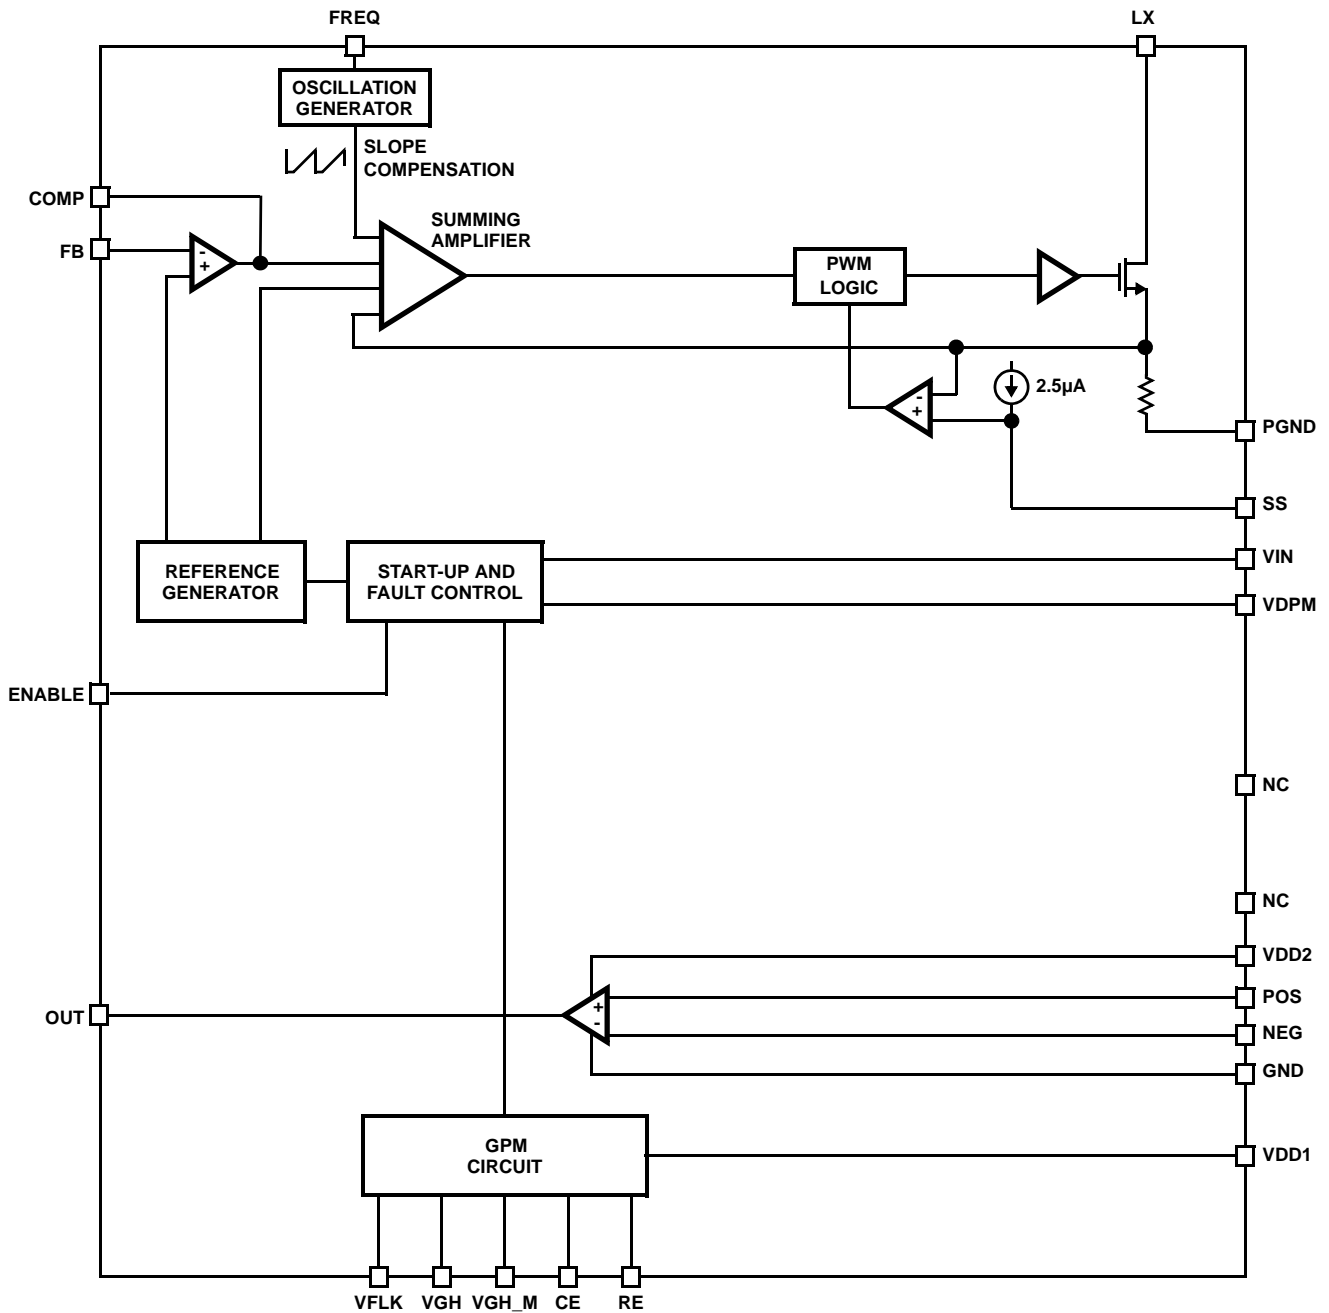 FREQ
LX
OSCILLATION
GENERATOR
SLOPE
COMPENSATION
COMP
SUMMING
AMPLIFIER
FB
-
+
PWM
LOGIC
2.5µA
-
+
PGND
SS
REFERENCE
GENERATOR
START-UP AND
FAULT CONTROL
VIN
VDPM
ENABLE
NC
NC
VDD2
POS
OUT
+
-
NEG
GND
GPM
CIRCUIT
VDD1
VFLK
VGH
VGH_M
CE
RE